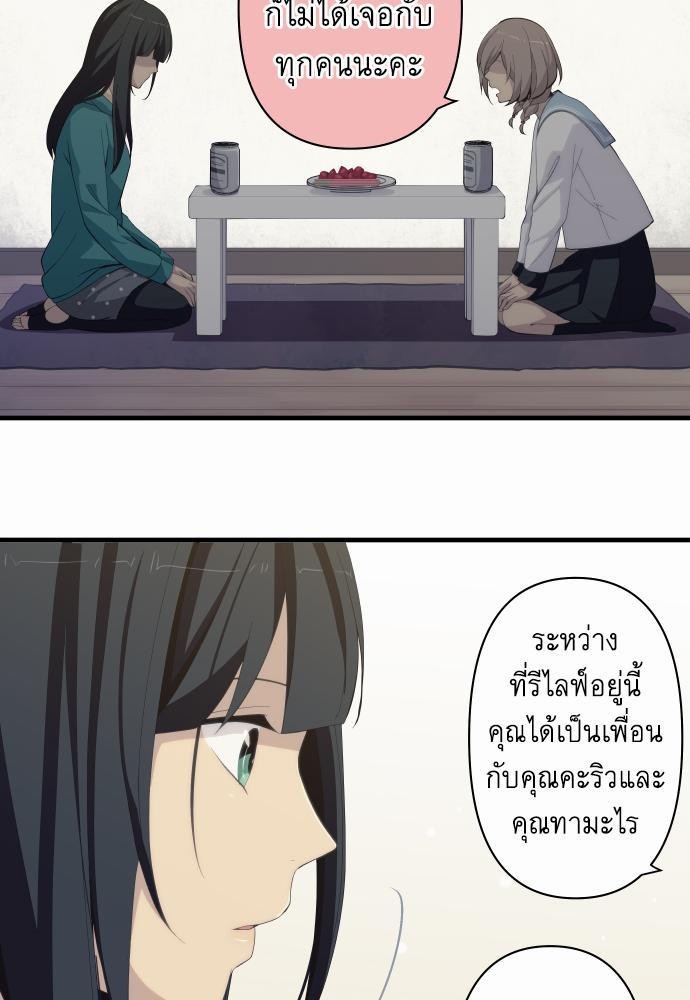 ก็ไม่ได้เจอกับ
ทุกคนนะคะ
ระหว่าง
ที่รีไลฟ์อยู่นี้
คุณได้เป็นเพื่อน
กับคุณคะริวและ
คุณทามะไร